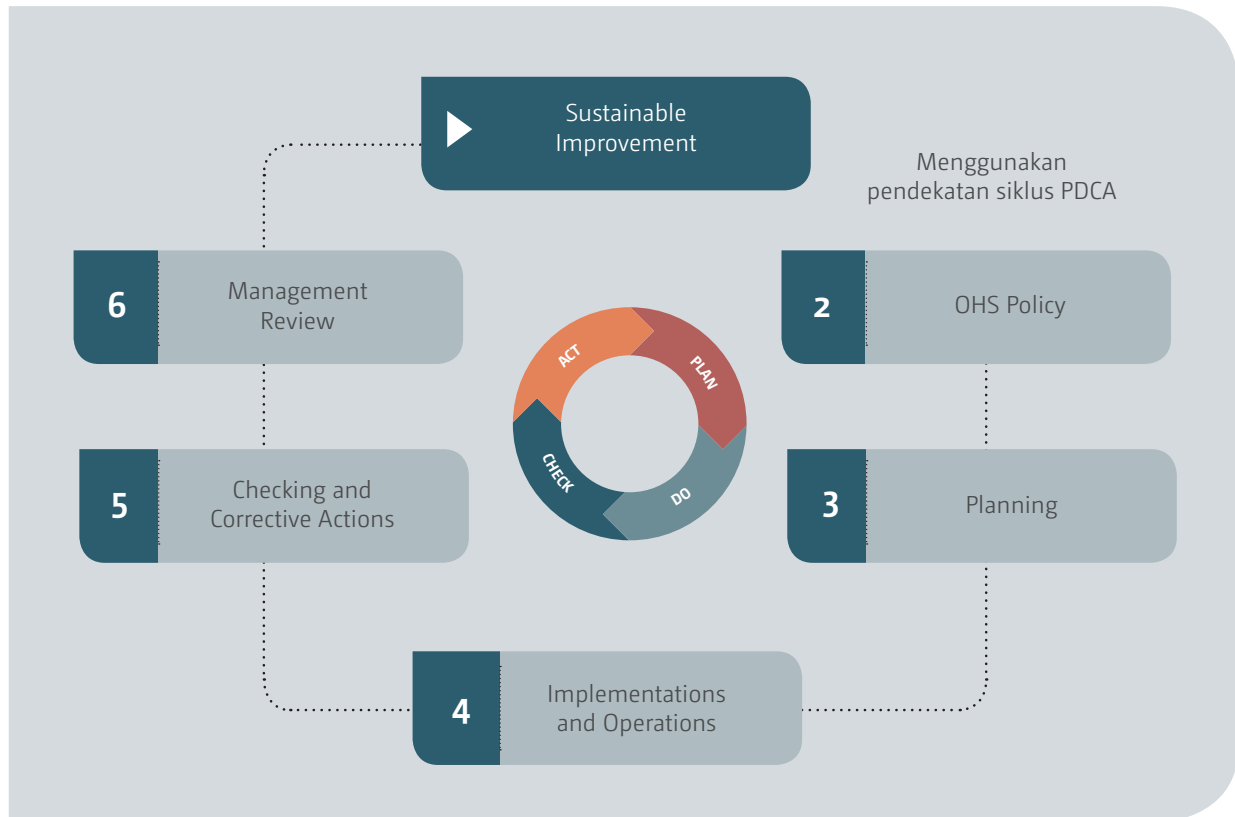 Sustainable
Improvement
Menggunakan
pendekatan siklus PDCA
6
Management
Review
2
OHS Policy
ACT
PLAN
CHECK
DO
5
Checking and
Corrective Actions
3
Planning
4
Implementations
and Operations